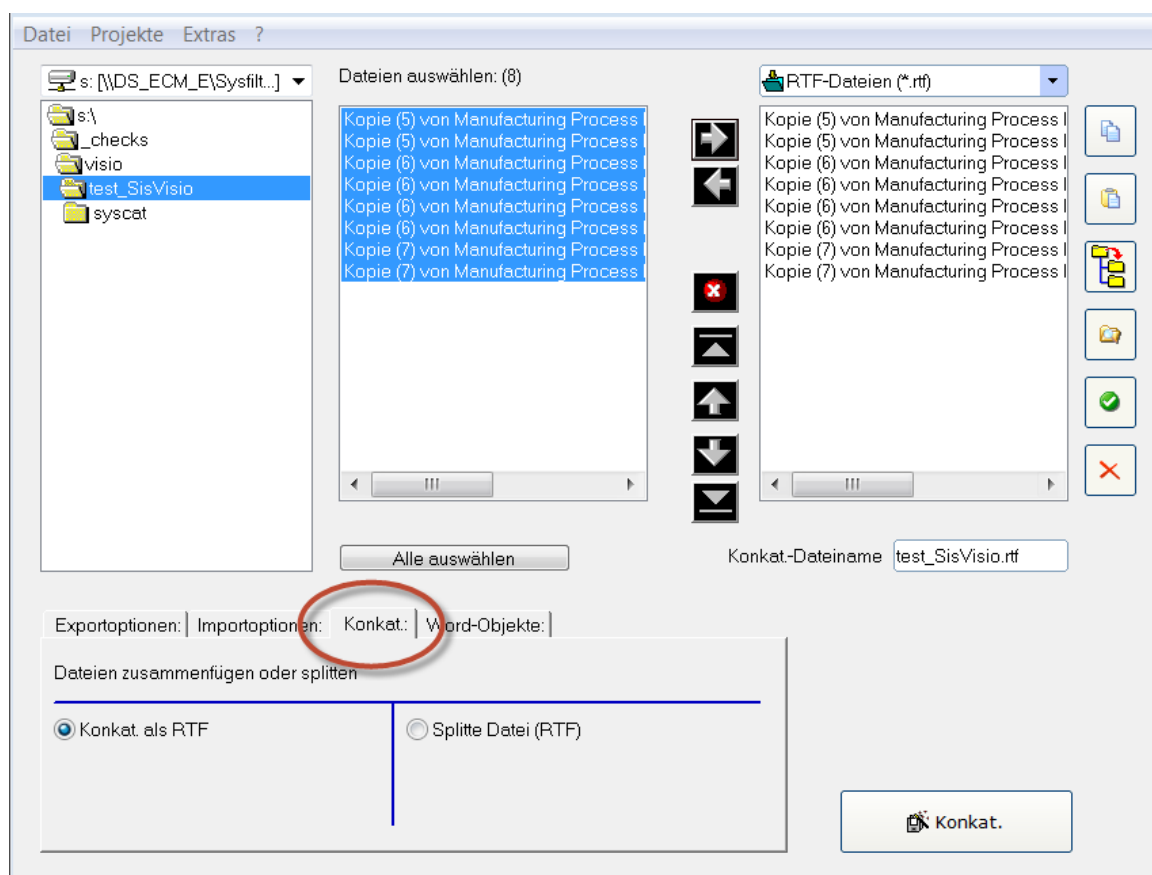 Datei Projekte Extras ?
s: [\\DS_ECM_E\Sysfilt...]
s:\
_checks
visio
test_SisVisio
syscat
Dateien auswählen: (8)
Kopie (5) von Manufacturing Process I
Kopie (5) von Manufacturing Process I
Kopie (6) von Manufacturing Process I
Kopie (6) von Manufacturing Process I
Kopie (6) von Manufacturing Process I
Kopie (6) von Manufacturing Process I
Kopie (7) von Manufacturing Process I
Kopie (7) von Manufacturing Process I
Alle auswählen
RTF-Dateien (*.rtf)
Kopie (5) von Manufacturing Process I
Kopie (5) von Manufacturing Process I
Kopie (6) von Manufacturing Process I
Kopie (6) von Manufacturing Process I
Kopie (6) von Manufacturing Process I
Kopie (6) von Manufacturing Process I
Kopie (7) von Manufacturing Process I
Kopie (7) von Manufacturing Process I
Konkat.-Dateiname test_SisVisio.rtf
Exportoptionen: Importoptionen: Konkat.: Word-Objekte:
Dateien zusammenfügen oder splitten
Konkat. als RTF
Splitte Datei (RTF)
Konkat.